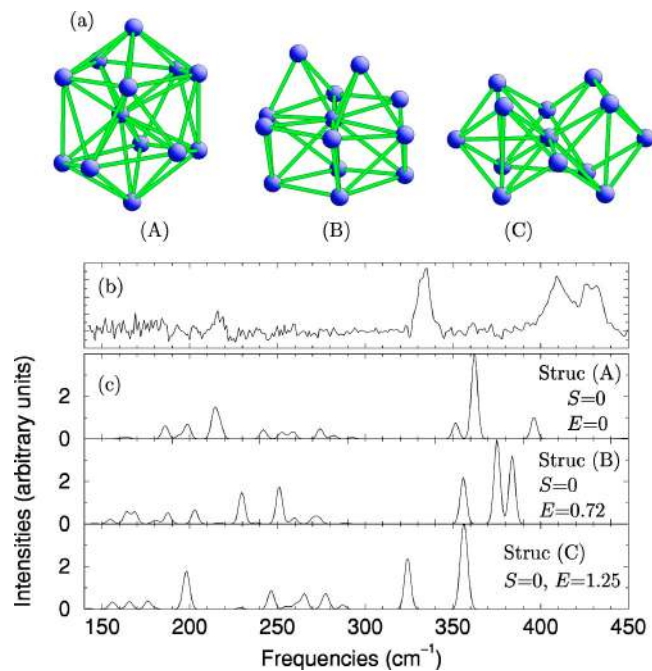 (a)
(A)
(B)
(C)
(b)
(c)
Struc (A)
S=0
E=0
Struc (B)
S=0
E=0.72
Struc (C)
S=0, E=1.25
Intensities (arbitrary units)
2
0
2
0
2
0
150 200 250 300 350 400 450
Frequencies (cm⁻¹)